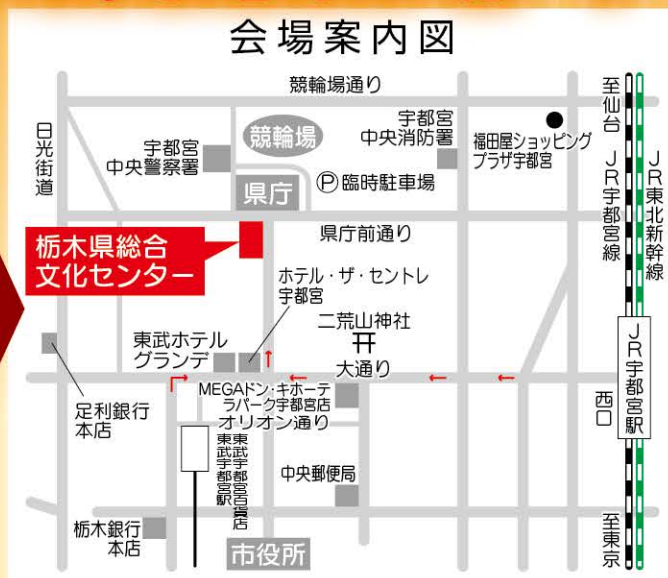 会場案内図
競輪場通り
至仙台
日光街道
宇都宮
中央警察署
競輪場
宇都宮
中央消防署
福田屋ショッピング
プラザ宇都宮
JR宇都宮線
JR東北新幹線
県庁
Ⓟ臨時駐車場
県庁前通り
栃木県総合
文化センター
ホテル・ザ・セントレ
宇都宮
二荒山神社
東武ホテル
グランデ
大通り
JR宇都宮駅
西口
足利銀行
本店
MEGAドン・キホーテ
ラパーク宇都宮店
オリオン通り
東武宇都宮百貨店
東武宇都宮駅
中央郵便局
栃木銀行
本店
市役所
至東京